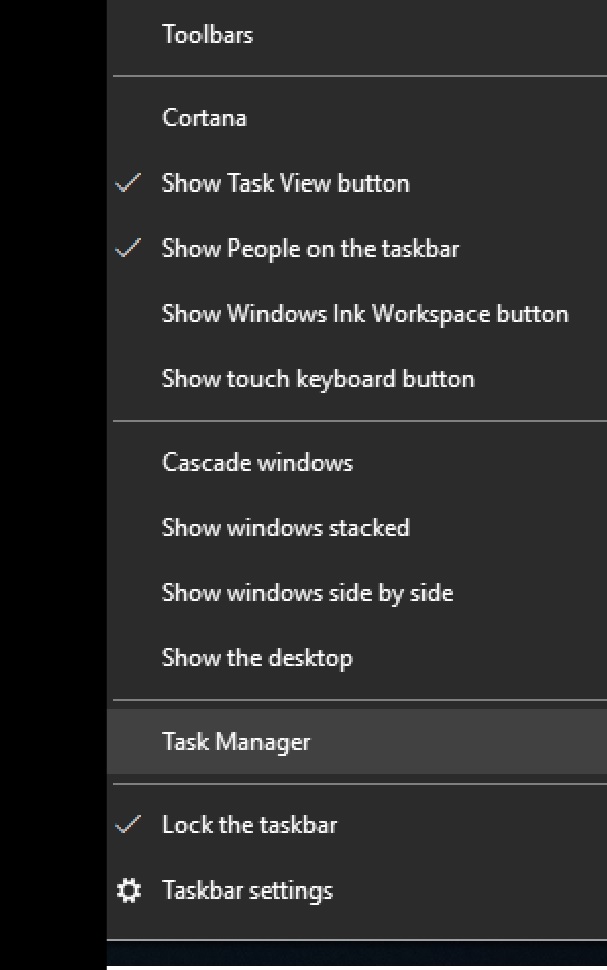 Toolbars
Cortana
Show Task View button
Show People on the taskbar
Show Windows Ink Workspace button
Show touch keyboard button
Cascade windows
Show windows stacked
Show windows side by side
Show the desktop
Task Manager
Lock the taskbar
Taskbar settings